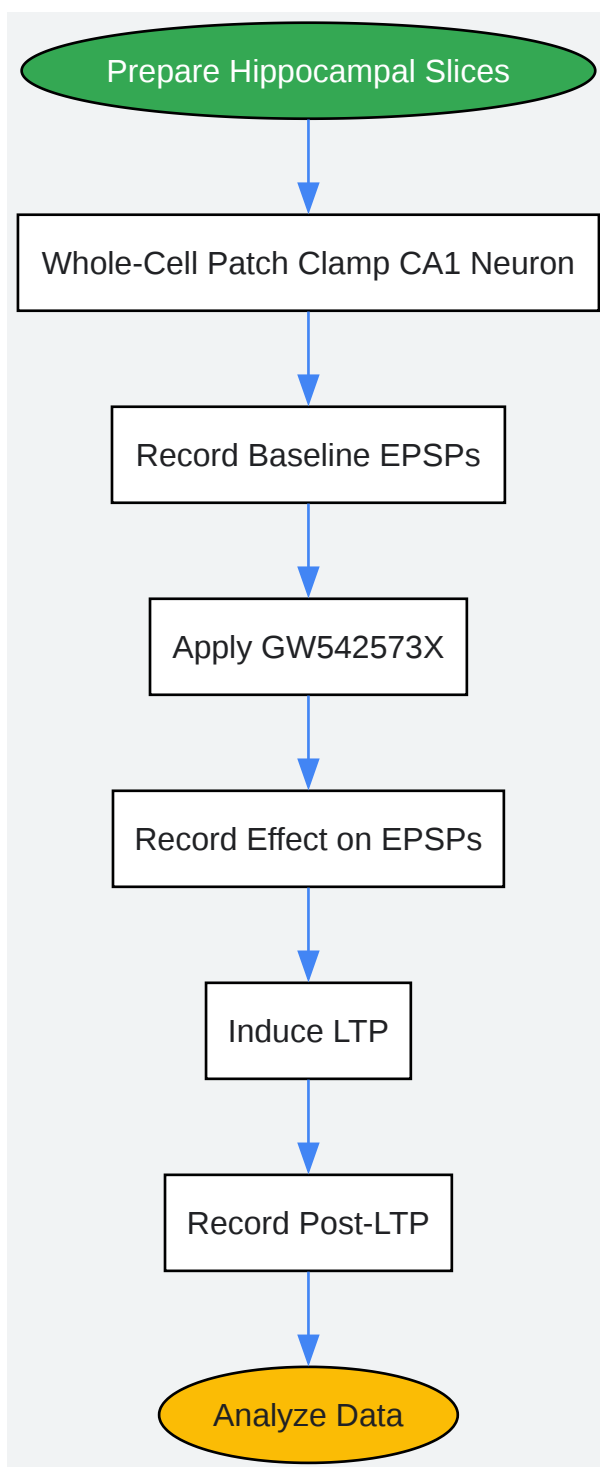 Prepare Hippocampal Slices
Whole-Cell Patch Clamp CA1 Neuron
Record Baseline EPSPs
Apply GW542573X
Record Effect on EPSPs
Induce LTP
Record Post-LTP
Analyze Data